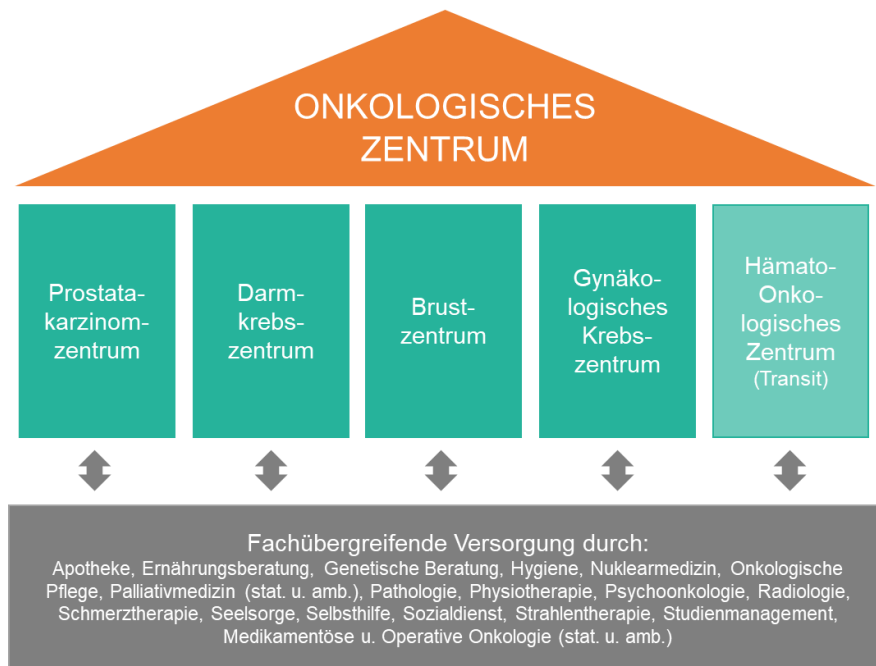 ONKOLOGISCHES
ZENTRUM
Prostata-
karzinom-
zentrum
Darm-
krebs-
zentrum
Brust-
zentrum
Gynäko-
logisches
Krebs-
zentrum
Hämato-
Onko-
logisches
Zentrum
(Transit)
Fachübergreifende Versorgung durch:
Apotheke, Ernährungsberatung, Genetische Beratung, Hygiene, Nuklearmedizin, Onkologische
Pflege, Palliativmedizin (stat. u. amb.), Pathologie, Physiotherapie, Psychoonkologie, Radiologie,
Schmerztherapie, Seelsorge, Selbsthilfe, Sozialdienst, Strahlentherapie, Studienmanagement,
Medikamentöse u. Operative Onkologie (stat. u. amb.)